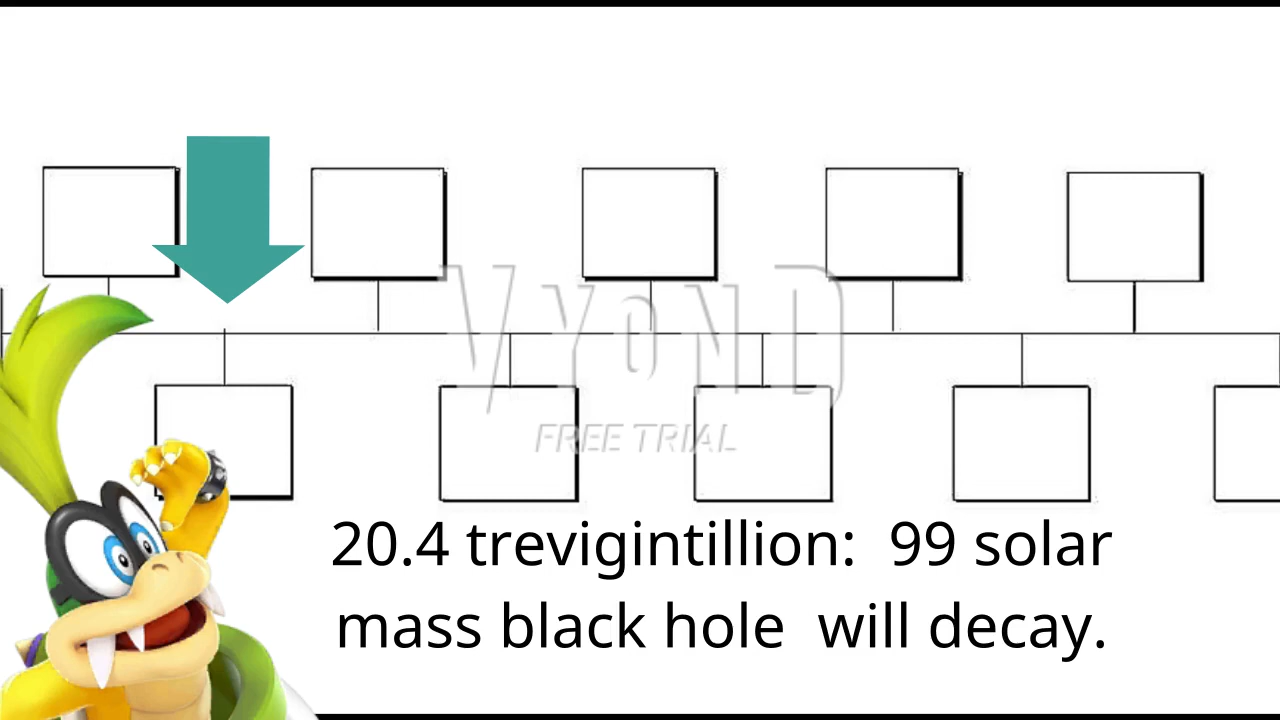 VYOND
FREE TRIAL
20.4 trevigintillion: 99 solar
mass black hole will decay.